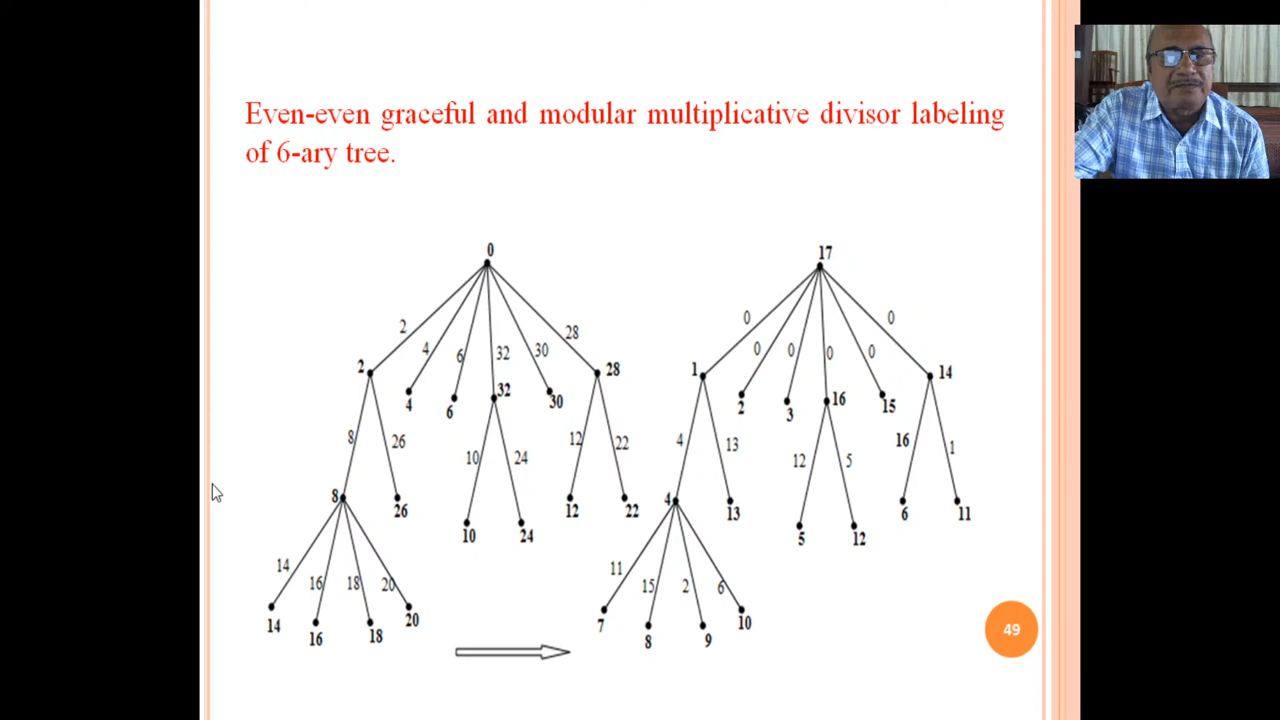 Even-even graceful and modular multiplicative divisor labeling
of 6-ary tree.
0 17
2 4 6 32 30 28 0 0 0 0 0 0
2 4 6 32 30 28 1 2 3 16 15 14
8 26 10 24 12 22 4 13 12 5 16 1
8 26 10 24 12 22 4 13 5 12 6 11
14 16 18 20 11 15 2 6
14 16 18 20 7 8 9 10
49